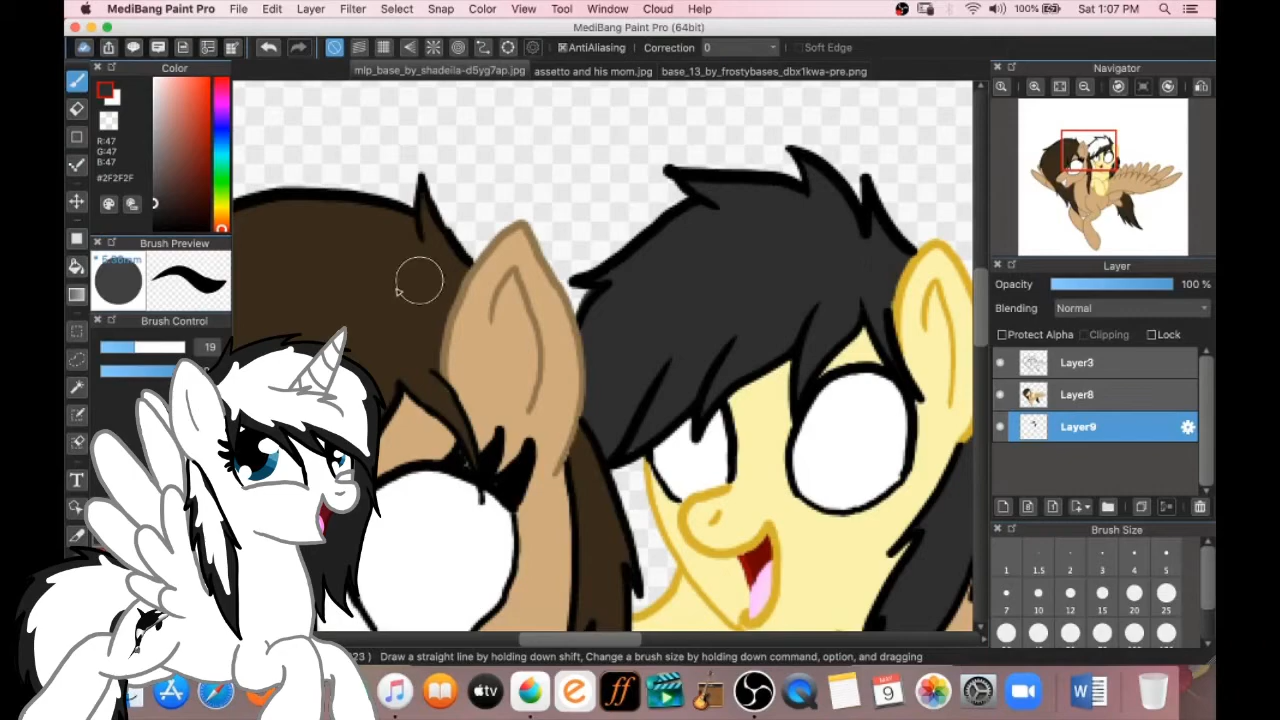 MediBang Paint Pro File Edit Layer Filter Select Snap Color View Tool Window Cloud Help 100% Sat 1:07 PM
MediBang Paint Pro (64bit)
AntiAliasing Correction 0 Soft Edge
mlp_base_by_shadeila-d5yg7ap.jpg assetto and his mom.jpg base_13_by_frostybases_dbx1kwa-pre.png
Color
R:47
G:47
B:47
#2F2F2F
Brush Preview
Brush Control
19
Navigator
Layer
Opacity 100 %
Blending Normal
Protect Alpha Clipping Lock
Layer3
Layer8
Layer9
Brush Size
1 1.5 2 3 4 5
7 10 12 15 20 25
Draw a straight line by holding down shift, Change a brush size by holding down command, option, and dragging
tv
9